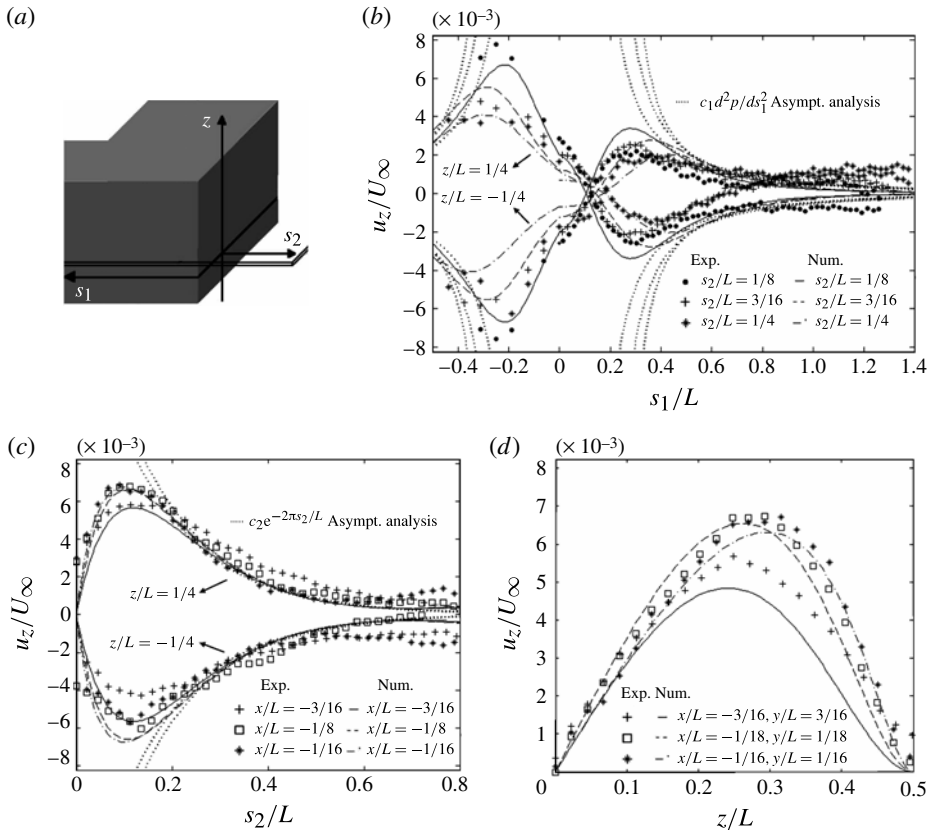 (a)
z
s2
s1
(b)
(× 10–3)
8
6
4
2
0
−2
−4
−6
−8
uz/U∞
c1d2p/ds12 Asympt. analysis
z/L = 1/4
z/L = −1/4
Exp. Num.
s2/L = 1/8 s2/L = 1/8
s2/L = 3/16 s2/L = 3/16
s2/L = 1/4 s2/L = 1/4
−0.4 −0.2 0 0.2 0.4 0.6 0.8 1.0 1.2 1.4
s1/L
(c)
(× 10–3)
8
6
4
2
0
−2
−4
−6
−8
uz/U∞
c2e−2πs2/L Asympt. analysis
z/L = 1/4
z/L = −1/4
Exp. Num.
x/L = −3/16 x/L = −3/16
x/L = −1/8 x/L = −1/8
x/L = −1/16 x/L = −1/16
0 0.2 0.4 0.6 0.8
s2/L
(d)
(× 10–3)
8
7
6
5
4
3
2
1
0
uz/U∞
Exp. Num.
x/L = −3/16, y/L = 3/16
x/L = −1/18, y/L = 1/18
x/L = −1/16, y/L = 1/16
0 0.1 0.2 0.3 0.4 0.5
z/L